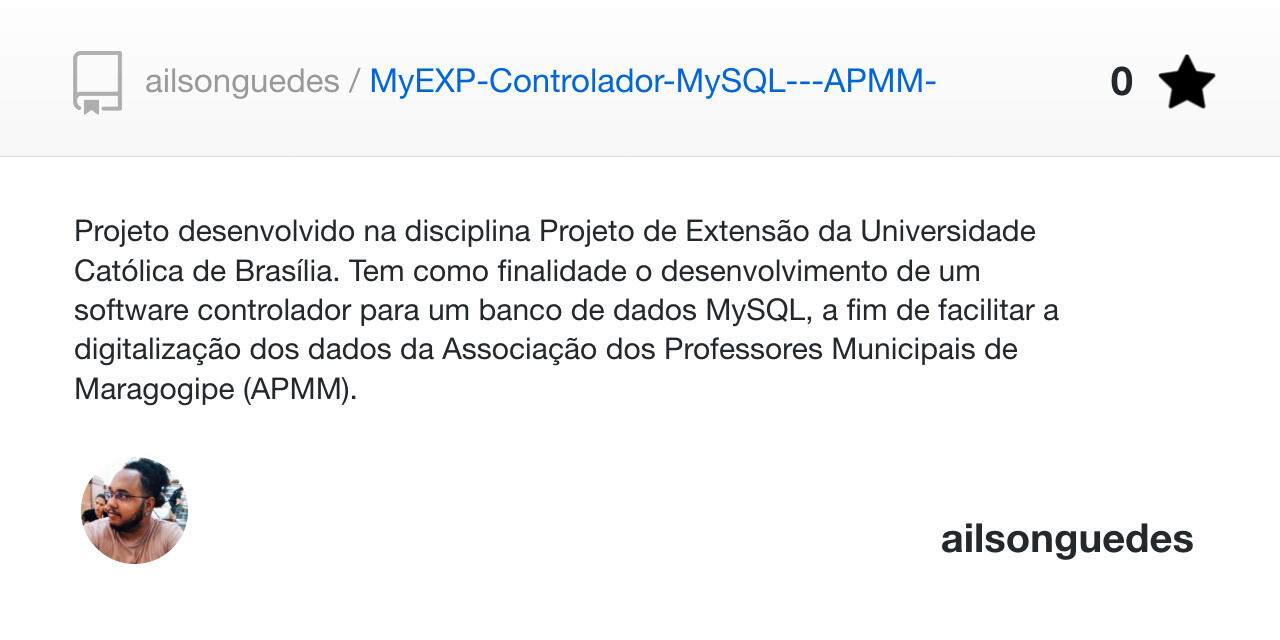 ailsonguedes / MyEXP-Controlador-MySQL---APMM- 0
Projeto desenvolvido na disciplina Projeto de Extensão da Universidade
Católica de Brasília. Tem como finalidade o desenvolvimento de um
software controlador para um banco de dados MySQL, a fim de facilitar a
digitalização dos dados da Associação dos Professores Municipais de
Maragogipe (APMM).
ailsonguedes